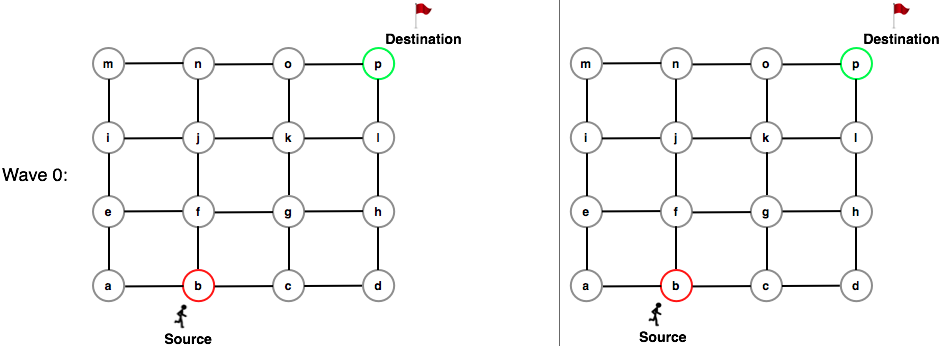 Destination Destination
m n o p m n o p
i j k l i j k l
Wave 0:
e f g h e f g h
a b c d a b c d
Source Source